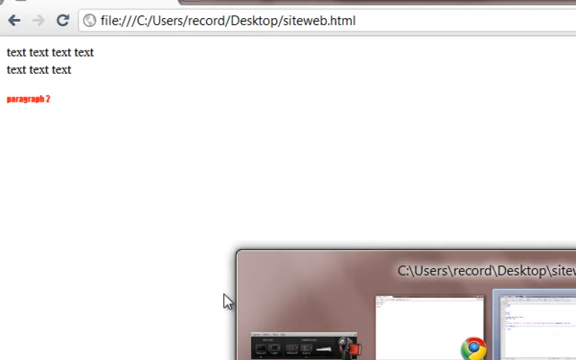 file:///C:/Users/record/Desktop/siteweb.html
text text text text
text text text
paragraph 2
C:\Users\record\Desktop\sitew